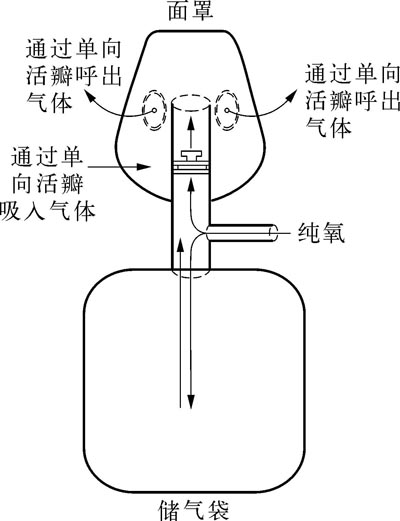 面罩
通过单向
活瓣呼出
气体
通过单向
活瓣呼出
气体
通过单
向活瓣
吸入气体
纯氧
储气袋